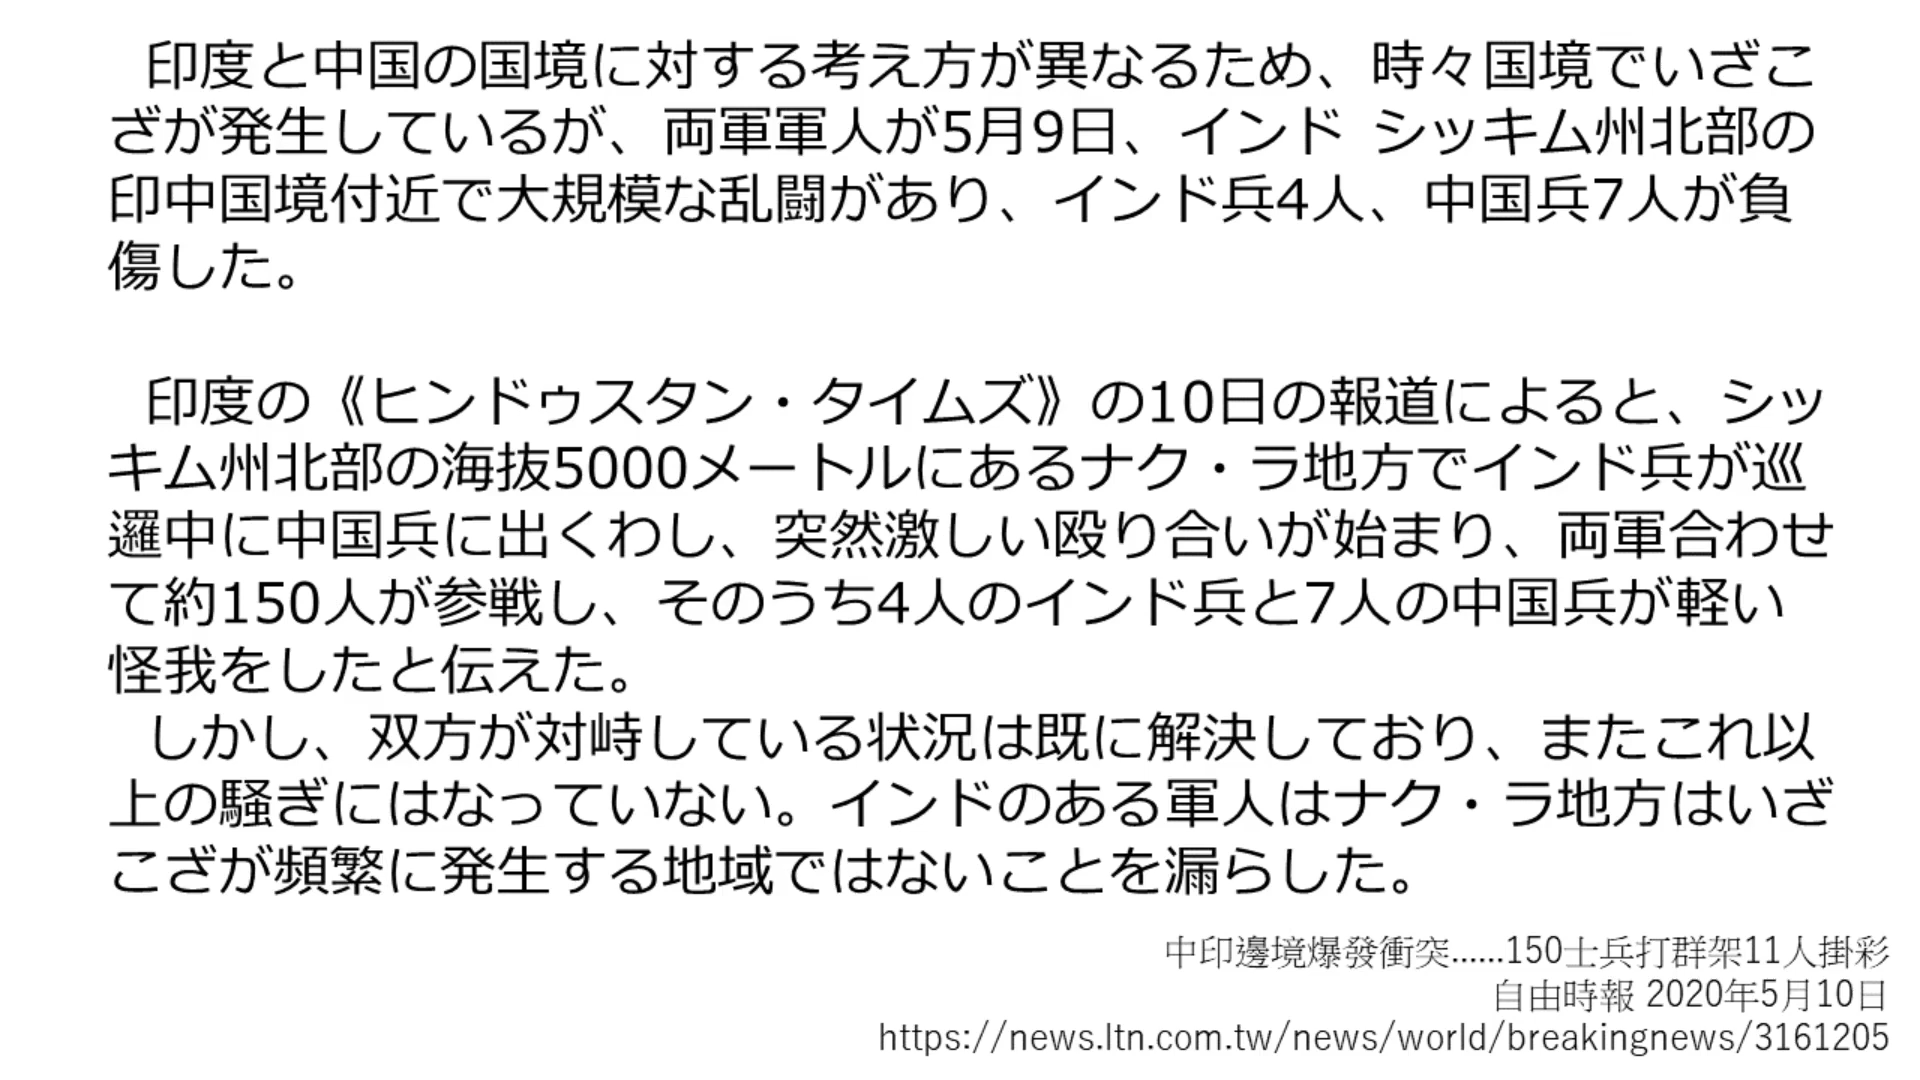 印度と中国の国境に対する考え方が異なるため、時々国境でいざこ
ざが発生しているが、両軍軍人が5月9日、インド シッキム州北部の
印中国境付近で大規模な乱闘があり、インド兵4人、中国兵7人が負
傷した。
印度の《ヒンドゥスタン・タイムズ》の10日の報道によると、シッ
キム州北部の海抜5000メートルにあるナク・ラ地方でインド兵が巡
邏中に中国兵に出くわし、突然激しい殴り合いが始まり、両軍合わせ
て約150人が参戦し、そのうち4人のインド兵と7人の中国兵が軽い
怪我をしたと伝えた。
しかし、双方が対峙している状況は既に解決しており、またこれ以
上の騒ぎにはなっていない。インドのある軍人はナク・ラ地方はいざ
こざが頻繁に発生する地域ではないことを漏らした。
中印邊境爆發衝突......150士兵打群架11人掛彩
自由時報 2020年5月10日
https://news.ltn.com.tw/news/world/breakingnews/3161205